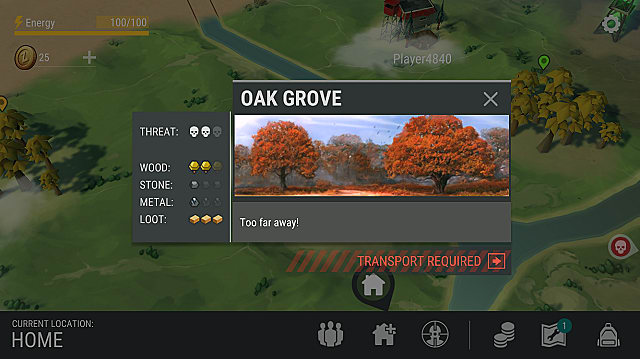 Energy
100/100
25
Player4840
OAK GROVE
THREAT:
WOOD:
STONE:
METAL:
LOOT:
Too far away!
TRANSPORT REQUIRED
CURRENT LOCATION:
HOME
1